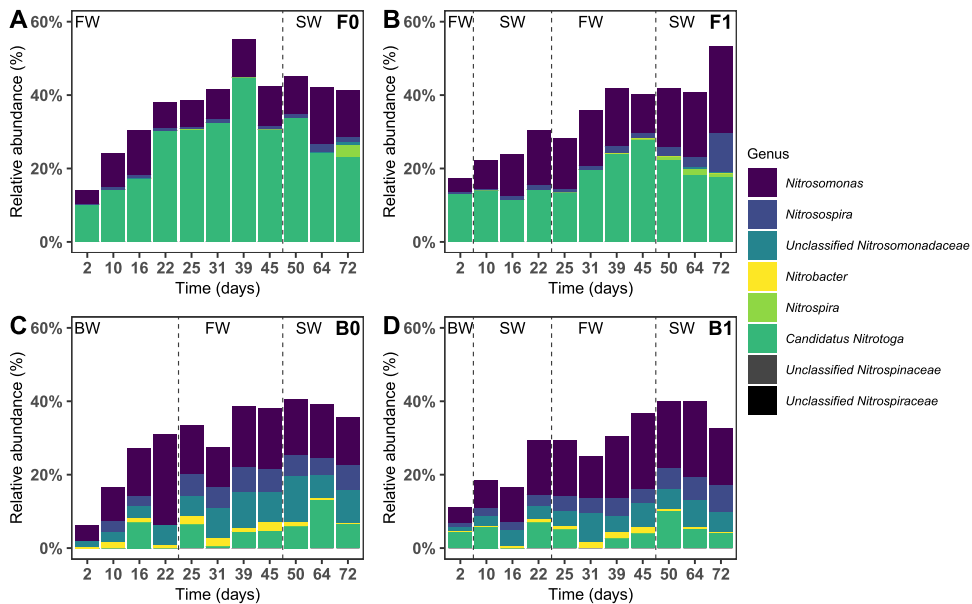 A
FW
SW
F0
60%
40%
20%
0%
Relative abundance (%)
2 10 16 22 25 31 39 45 50 64 72
Time (days)
B
FW
SW
FW
SW
F1
60%
40%
20%
0%
Relative abundance (%)
2 10 16 22 25 31 39 45 50 64 72
Time (days)
C
BW
FW
SW
B0
60%
40%
20%
0%
Relative abundance (%)
2 10 16 22 25 31 39 45 50 64 72
Time (days)
D
BW
SW
FW
SW
B1
60%
40%
20%
0%
Relative abundance (%)
2 10 16 22 25 31 39 45 50 64 72
Time (days)
Genus
Nitrosomonas
Nitrosospira
Unclassified Nitrosomonadaceae
Nitrobacter
Nitrospira
Candidatus Nitrotoga
Unclassified Nitrospinaceae
Unclassified Nitrospiraceae